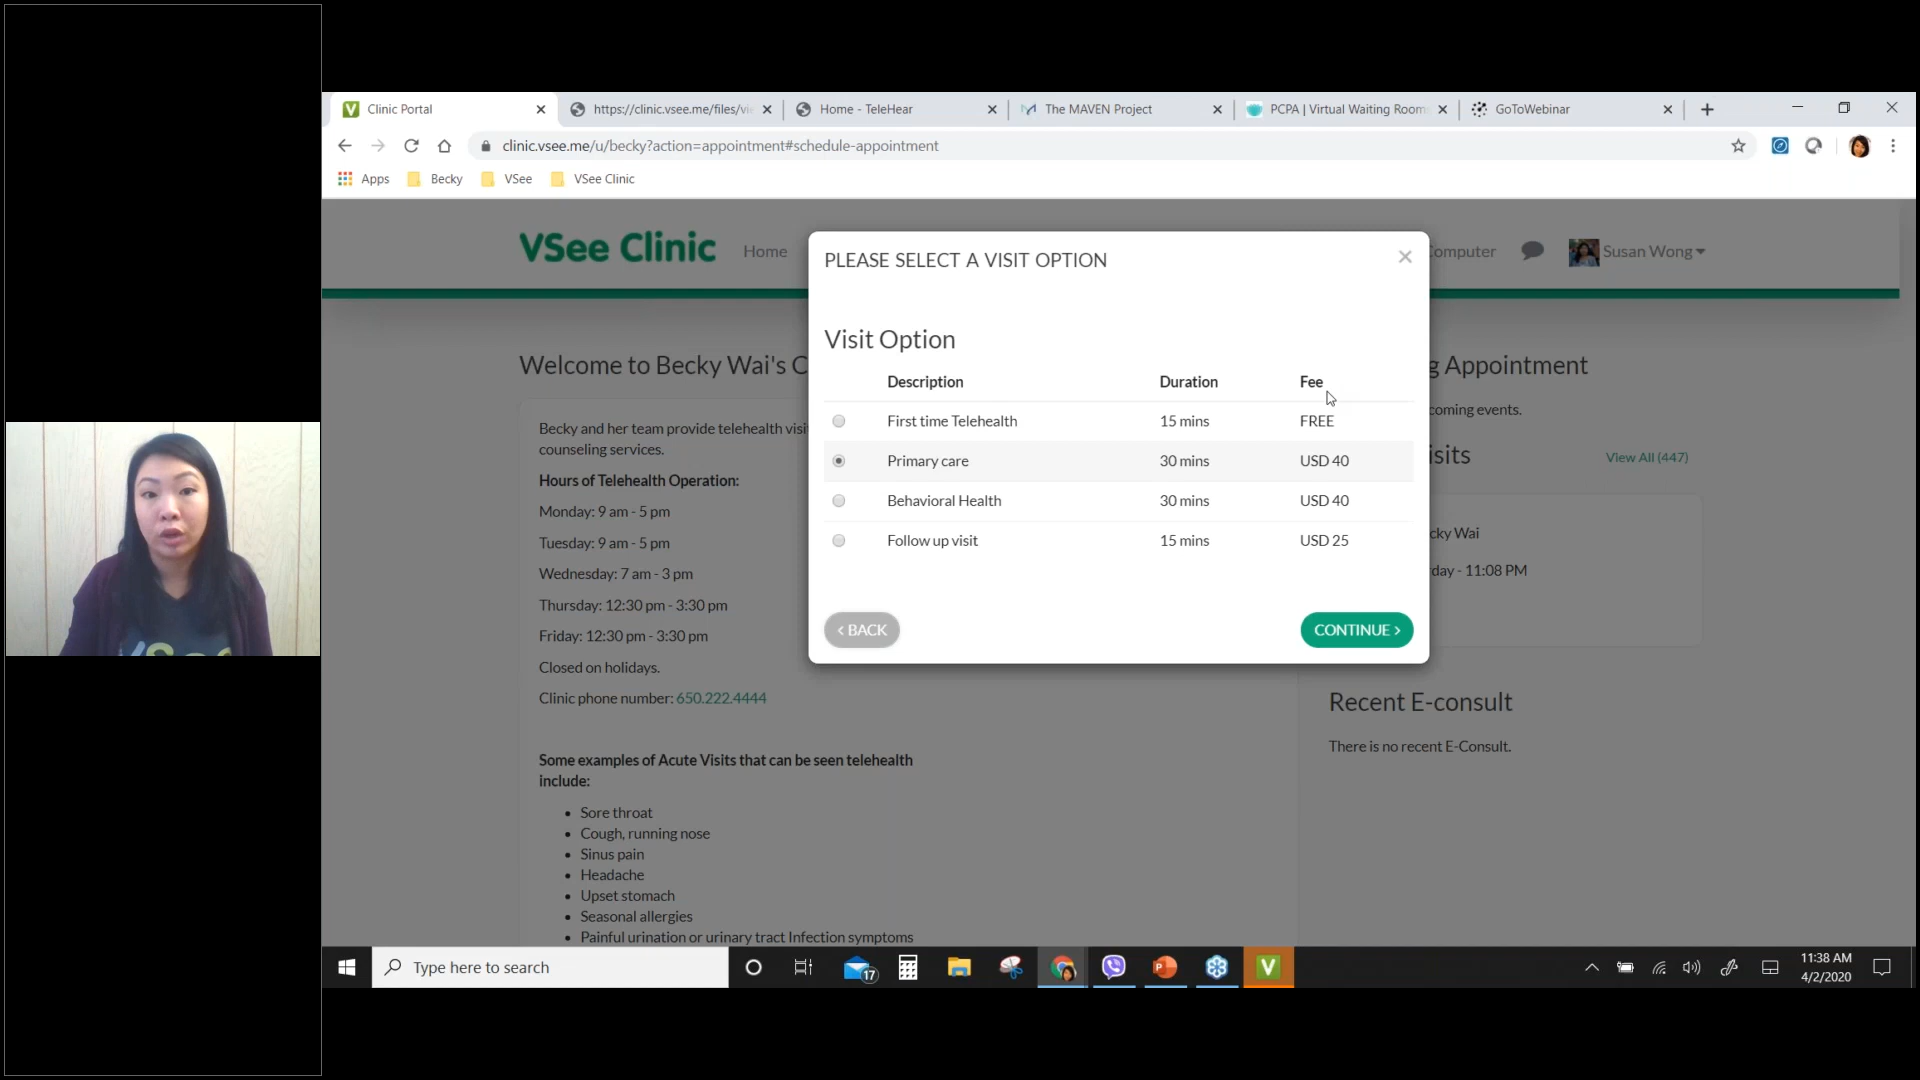 Clinic Portal
https://clinic.vsee.me/files/vie
Home - TeleHear
The MAVEN Project
PCPA | Virtual Waiting Room
GoToWebinar
clinic.vsee.me/u/becky?action=appointment#schedule-appointment
Apps
Becky
VSee
VSee Clinic
VSee Clinic
Home
omputer
Susan Wong
PLEASE SELECT A VISIT OPTION
Visit Option
Description Duration Fee
First time Telehealth 15 mins FREE
Primary care 30 mins USD 40
Behavioral Health 30 mins USD 40
Follow up visit 15 mins USD 25
< BACK
CONTINUE >
Welcome to Becky Wai's C
Becky and her team provide telehealth visi
counseling services.
Hours of Telehealth Operation:
Monday: 9 am - 5 pm
Tuesday: 9 am - 5 pm
Wednesday: 7 am - 3 pm
Thursday: 12:30 pm - 3:30 pm
Friday: 12:30 pm - 3:30 pm
Closed on holidays.
Clinic phone number: 650.222.4444
Some examples of Acute Visits that can be seen telehealth
include:
• Sore throat
• Cough, running nose
• Sinus pain
• Headache
• Upset stomach
• Seasonal allergies
• Painful urination or urinary tract Infection symptoms
g Appointment
coming events.
isits
View All (447)
cky Wai
rday - 11:08 PM
Recent E-consult
There is no recent E-Consult.
Type here to search
17
11:38 AM
4/2/2020